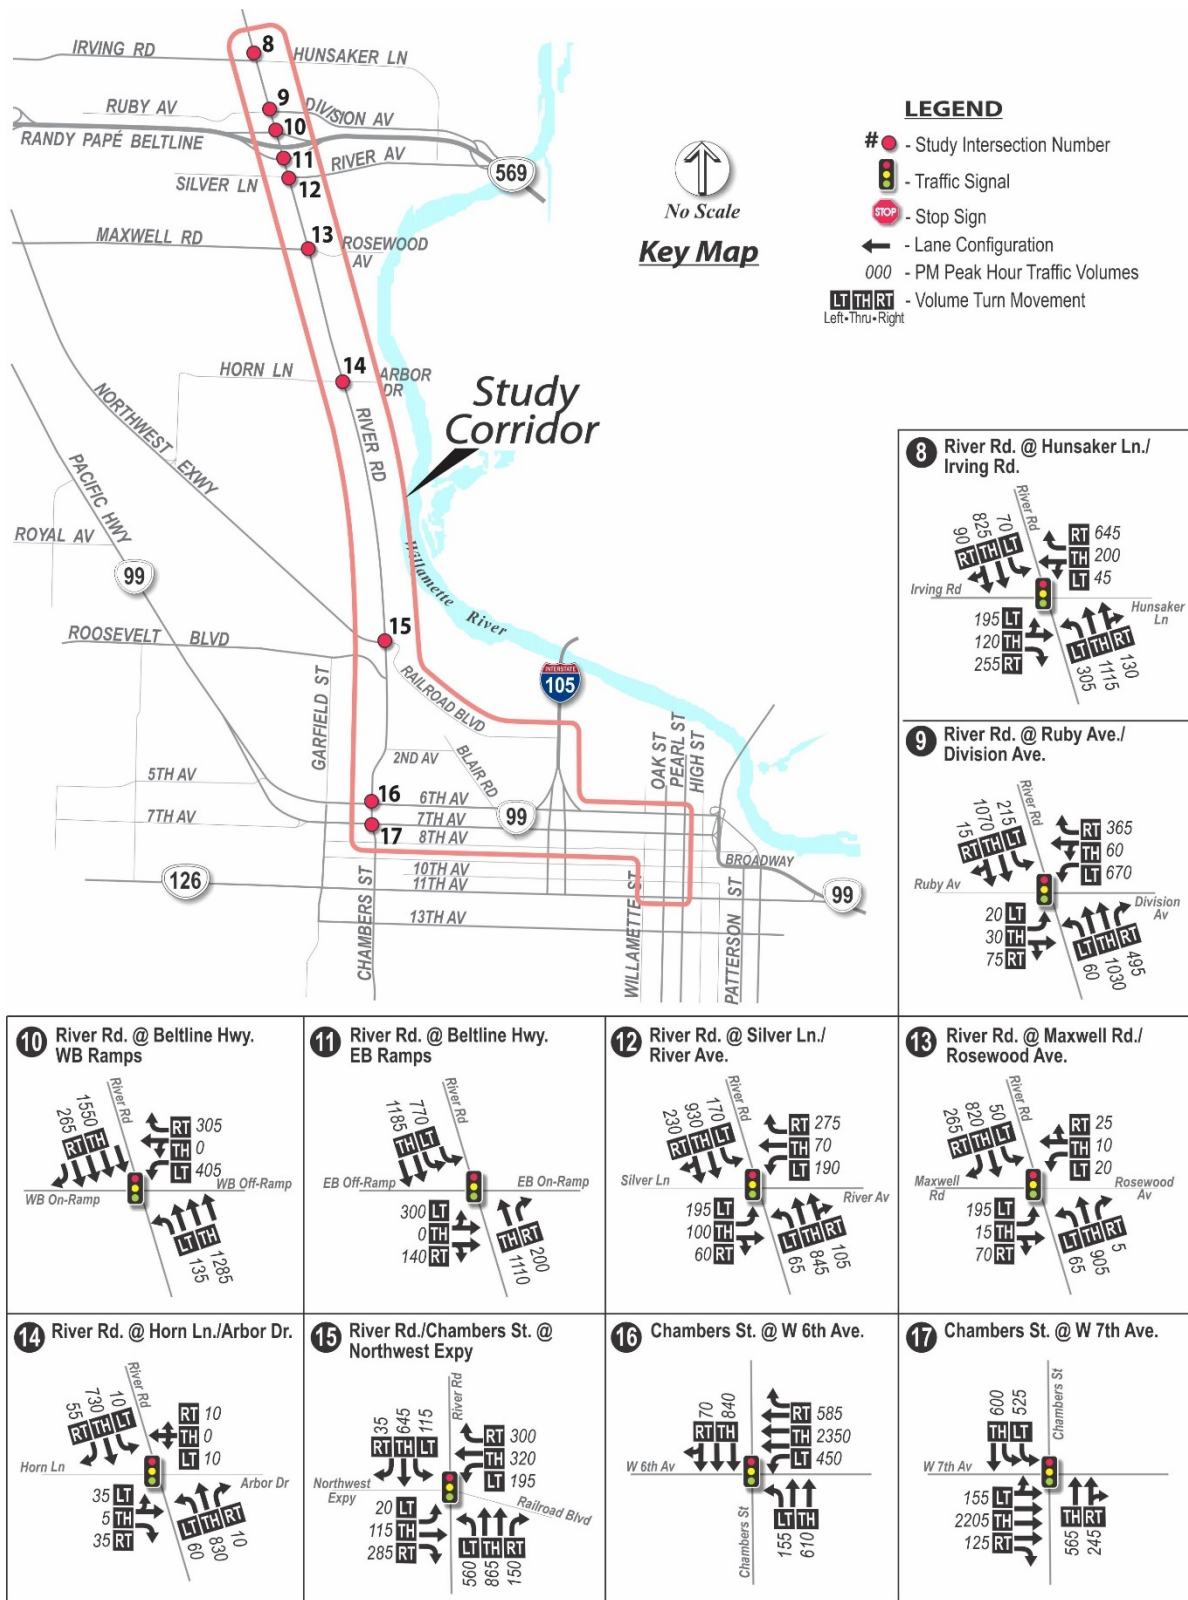 IRVING RD
8
HUNSAKER LN
RUBY AV
9
DIVISION AV
10
RANDY PAPÉ BELTLINE
11
RIVER AV
569
SILVER LN
12
MAXWELL RD
13
ROSEWOOD
AV
HORN LN
14
ARBOR
DR
NORTHWEST EXWY
RIVER RD
Study
Corridor
PACIFIC HWY
ROYAL AV
99
Willamette River
ROOSEVELT BLVD
15
RAILROAD BLVD
INTERSTATE
105
GARFIELD ST
2ND AV
BLAIR RD
OAK ST
PEARL ST
HIGH ST
5TH AV
16
6TH AV
99
7TH AV
17
7TH AV
8TH AV
BROADWAY
126
10TH AV
11TH AV
99
13TH AV
CHAMBERS ST
WILLAMETTE ST
PATTERSON ST
No Scale
Key Map
LEGEND
# - Study Intersection Number
- Traffic Signal
STOP - Stop Sign
- Lane Configuration
000 - PM Peak Hour Traffic Volumes
LT TH RT - Volume Turn Movement
Left•Thru•Right
8 River Rd. @ Hunsaker Ln./
Irving Rd.
River Rd
90 825 70
RT TH LT
RT 645
TH 200
LT 45
Irving Rd
Hunsaker
Ln
195 LT
120 TH
255 RT
LT TH RT
305 1115 130
9 River Rd. @ Ruby Ave./
Division Ave.
River Rd
15 1070 215
RT TH LT
RT 365
TH 60
LT 670
Ruby Av
Division
Av
20 LT
30 TH
75 RT
LT TH RT
60 1030 495
10 River Rd. @ Beltline Hwy.
WB Ramps
River Rd
265 1550
RT TH
RT 305
TH 0
LT 405
WB On-Ramp
WB Off-Ramp
LT TH
135 1285
11 River Rd. @ Beltline Hwy.
EB Ramps
River Rd
1185 770
TH LT
EB Off-Ramp
EB On-Ramp
300 LT
0 TH
140 RT
TH RT
1110 200
12 River Rd. @ Silver Ln./
River Ave.
River Rd
230 930 170
RT TH LT
RT 275
TH 70
LT 190
Silver Ln
River Av
195 LT
100 TH
60 RT
LT TH RT
65 845 105
13 River Rd. @ Maxwell Rd./
Rosewood Ave.
River Rd
265 820 50
RT TH LT
RT 25
TH 10
LT 20
Maxwell
Rd
Rosewood
Av
195 LT
15 TH
70 RT
LT TH RT
65 905 5
14 River Rd. @ Horn Ln./Arbor Dr.
River Rd
55 730 10
RT TH LT
RT 10
TH 0
LT 10
Horn Ln
Arbor Dr
35 LT
5 TH
35 RT
LT TH RT
60 830 10
15 River Rd./Chambers St. @
Northwest Expy
River Rd
35 645 115
RT TH LT
RT 300
TH 320
LT 195
Northwest
Expy
Railroad Blvd
20 LT
115 TH
285 RT
LT TH RT
560 865 150
16 Chambers St. @ W 6th Ave.
70 840
RT TH
RT 585
TH 2350
LT 450
W 6th Av
Chambers St
LT TH
155 610
17 Chambers St. @ W 7th Ave.
Chambers St
600 525
TH LT
W 7th Av
155 LT
2205 TH
125 RT
TH RT
565 245